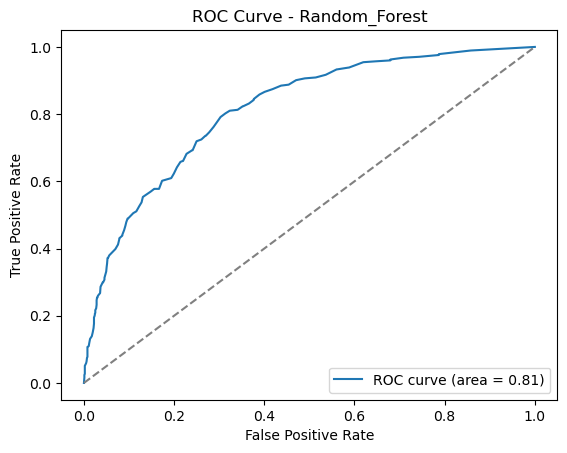 ROC Curve - Random_Forest
1.0
0.8
0.6
0.4
0.2
0.0
True Positive Rate
ROC curve (area = 0.81)
0.0 0.2 0.4 0.6 0.8 1.0
False Positive Rate